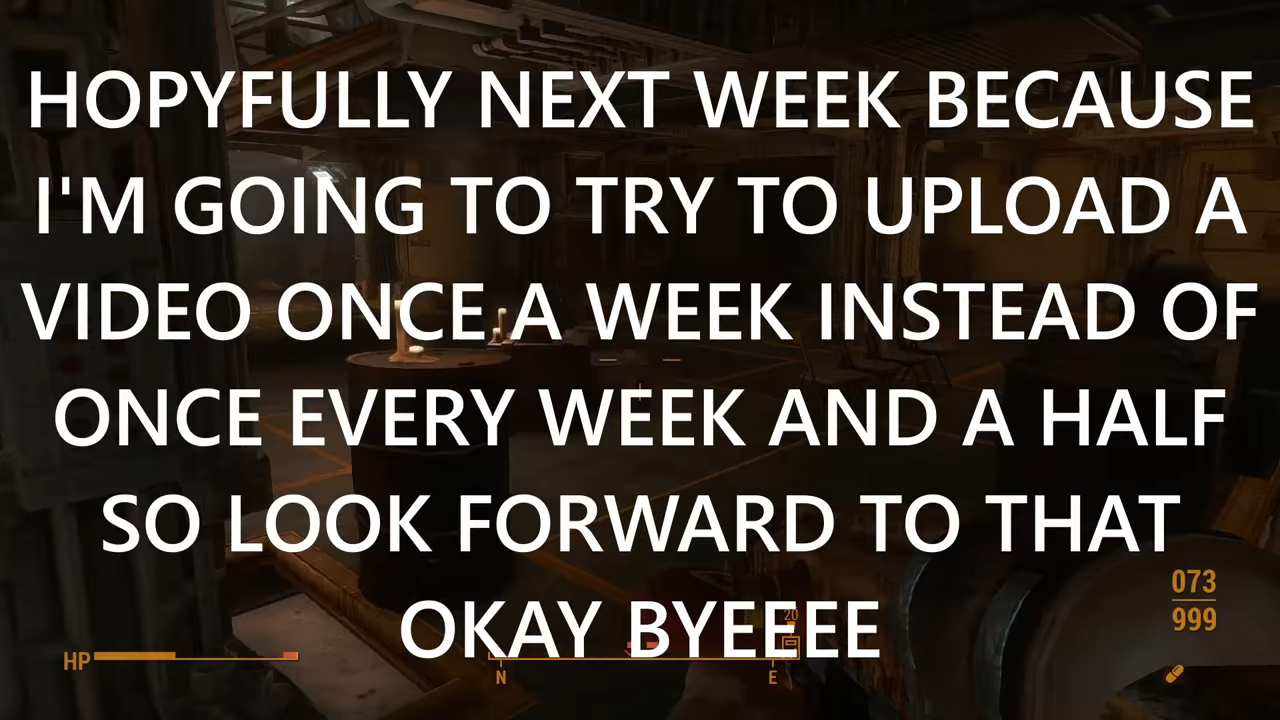 HOPYFULLY NEXT WEEK BECAUSE
I'M GOING TO TRY TO UPLOAD A
VIDEO ONCE A WEEK INSTEAD OF
ONCE EVERY WEEK AND A HALF
SO LOOK FORWARD TO THAT
OKAY BYEEEE
073
999
20
HP
N
E